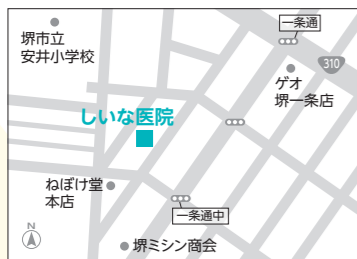 堺市立
安井小学校
一条通
310
ゲオ
堺一条店
しいな医院
ねぼけ堂
本店
一条通中
N
堺ミシン商会